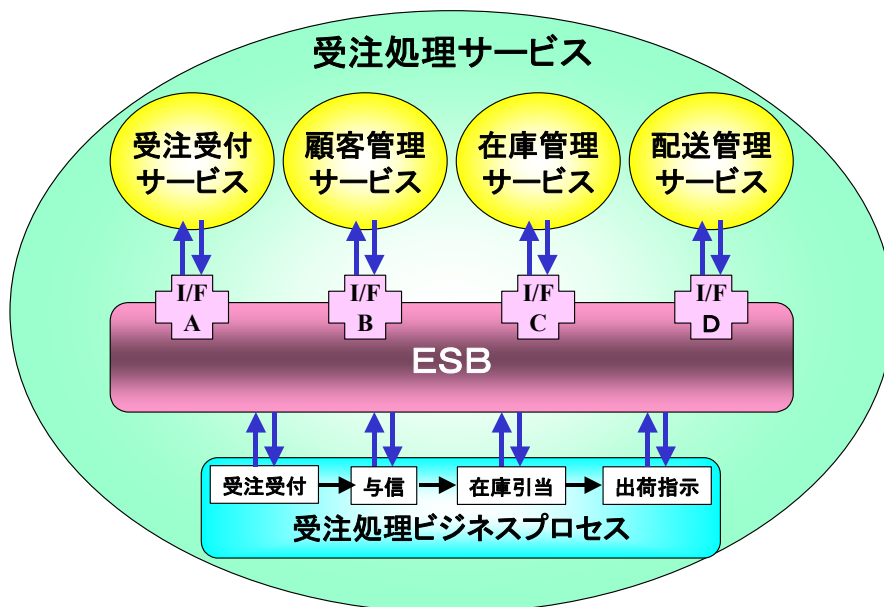 受注処理サービス
受注受付
サービス
顧客管理
サービス
在庫管理
サービス
配送管理
サービス
I/F
A
I/F
B
I/F
C
I/F
D
ESB
受注受付
与信
在庫引当
出荷指示
受注処理ビジネスプロセス